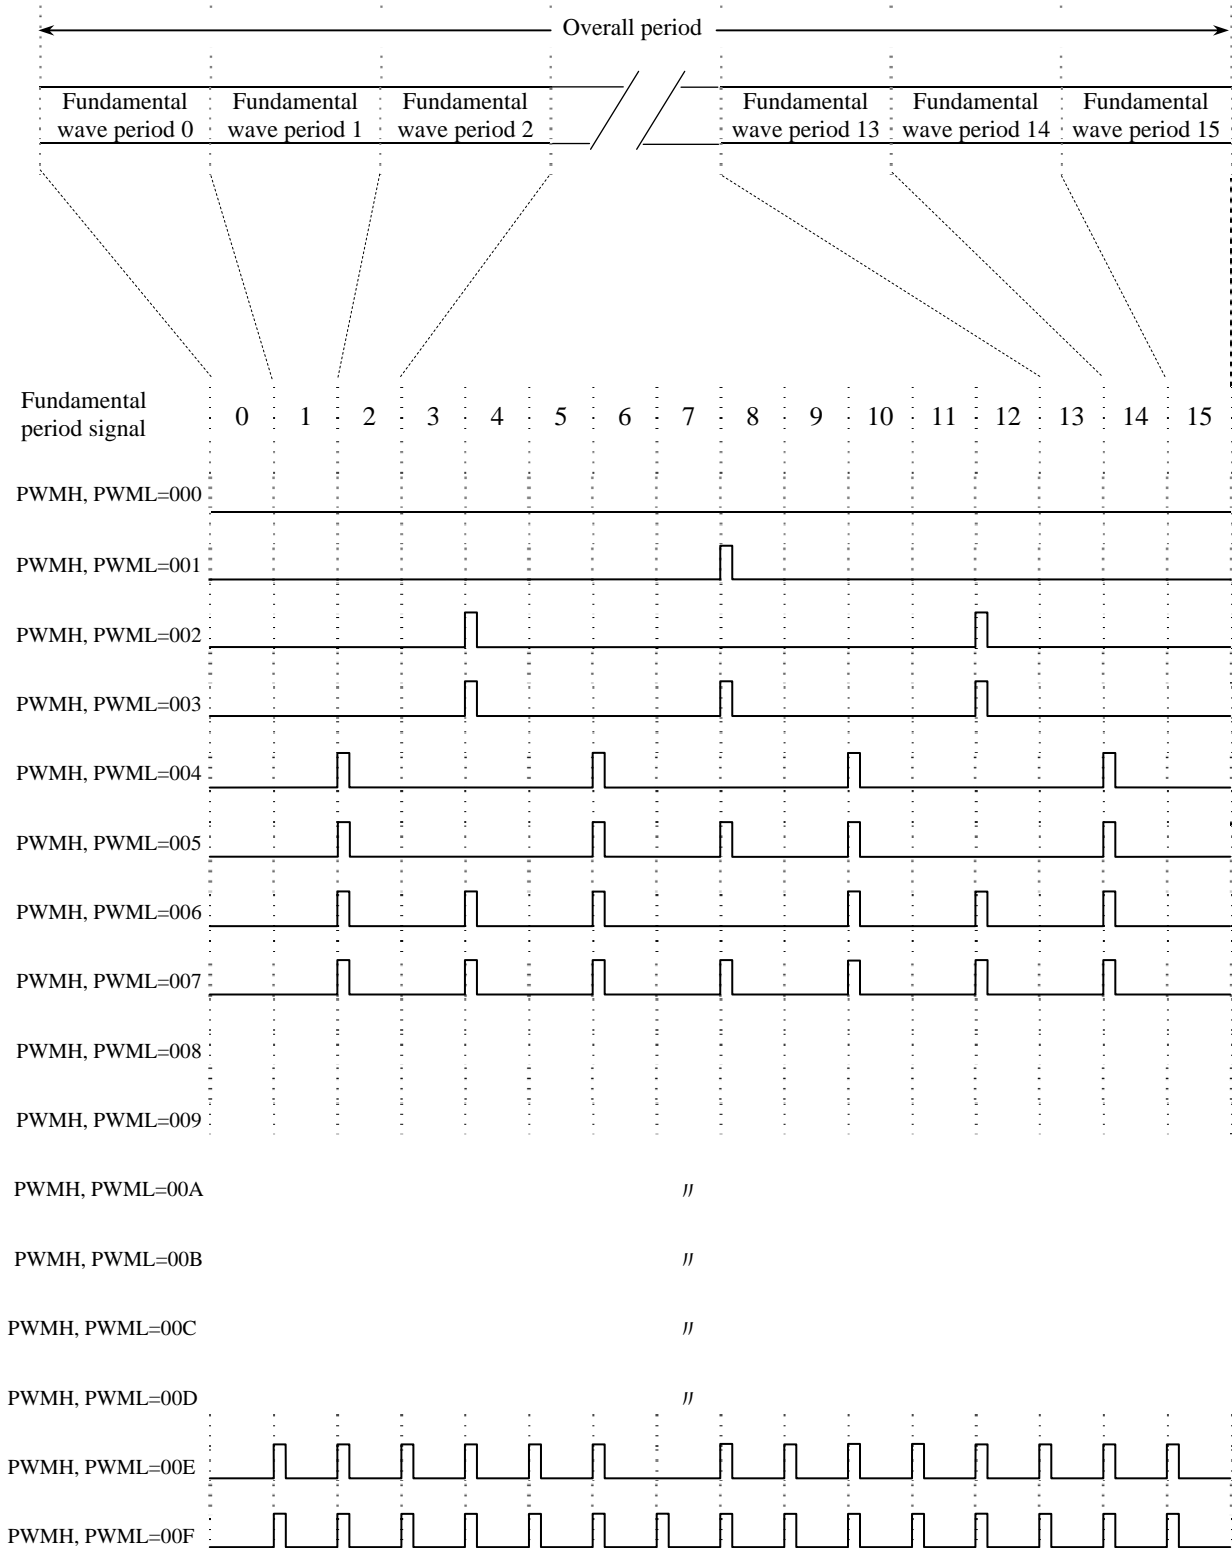 Overall period
Fundamental
wave period 0
Fundamental
wave period 1
Fundamental
wave period 2
Fundamental
wave period 13
Fundamental
wave period 14
Fundamental
wave period 15
Fundamental
period signal
0 1 2 3 4 5 6 7 8 9 10 11 12 13 14 15
PWMH, PWML=000
PWMH, PWML=001
PWMH, PWML=002
PWMH, PWML=003
PWMH, PWML=004
PWMH, PWML=005
PWMH, PWML=006
PWMH, PWML=007
PWMH, PWML=008
PWMH, PWML=009
PWMH, PWML=00A 〃
PWMH, PWML=00B 〃
PWMH, PWML=00C 〃
PWMH, PWML=00D 〃
PWMH, PWML=00E
PWMH, PWML=00F